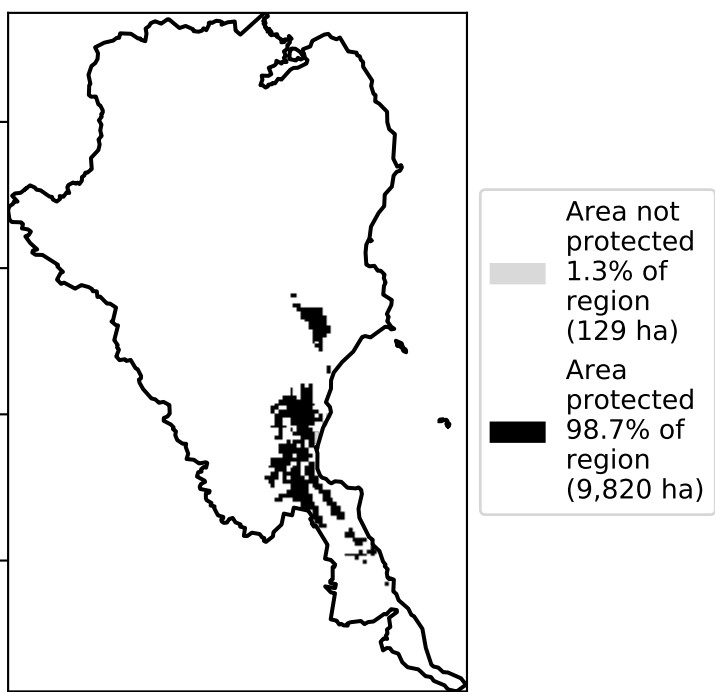 Area not
protected
1.3% of
region
(129 ha)
Area
protected
98.7% of
region
(9,820 ha)